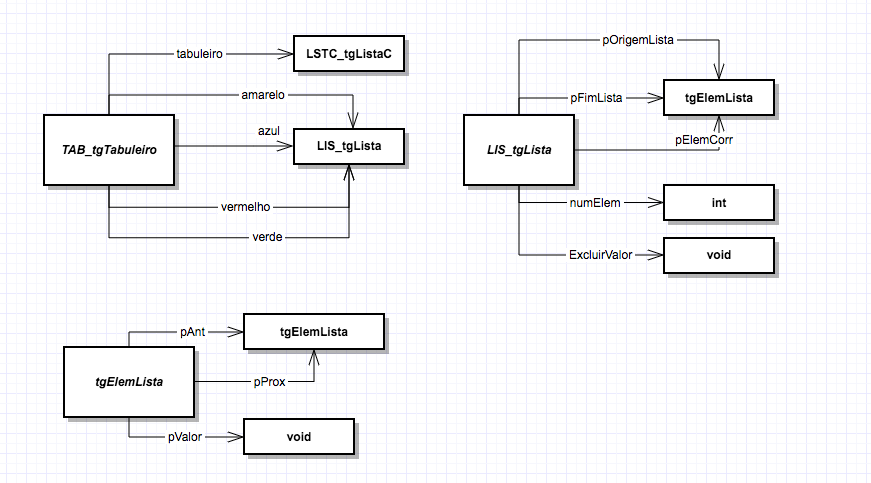 tabuleiro
LSTC_tgListaC
amarelo
TAB_tgTabuleiro
azul
LIS_tgLista
vermelho
verde
pOrigemLista
pFimLista
tgElemLista
LIS_tgLista
pElemCorr
numElem
int
ExcluirValor
void
pAnt
tgElemLista
tgElemLista
pProx
pValor
void